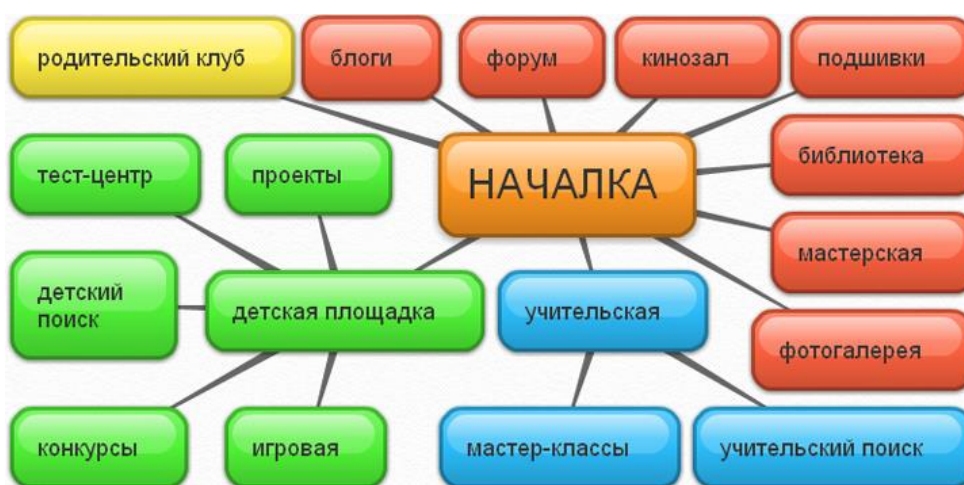 родительский клуб
блоги
форум
кинозал
подшивки
НАЧАЛКА
библиотека
тест-центр
проекты
мастерская
детский
поиск
детская площадка
учительская
фотогалерея
конкурсы
игровая
мастер-классы
учительский поиск